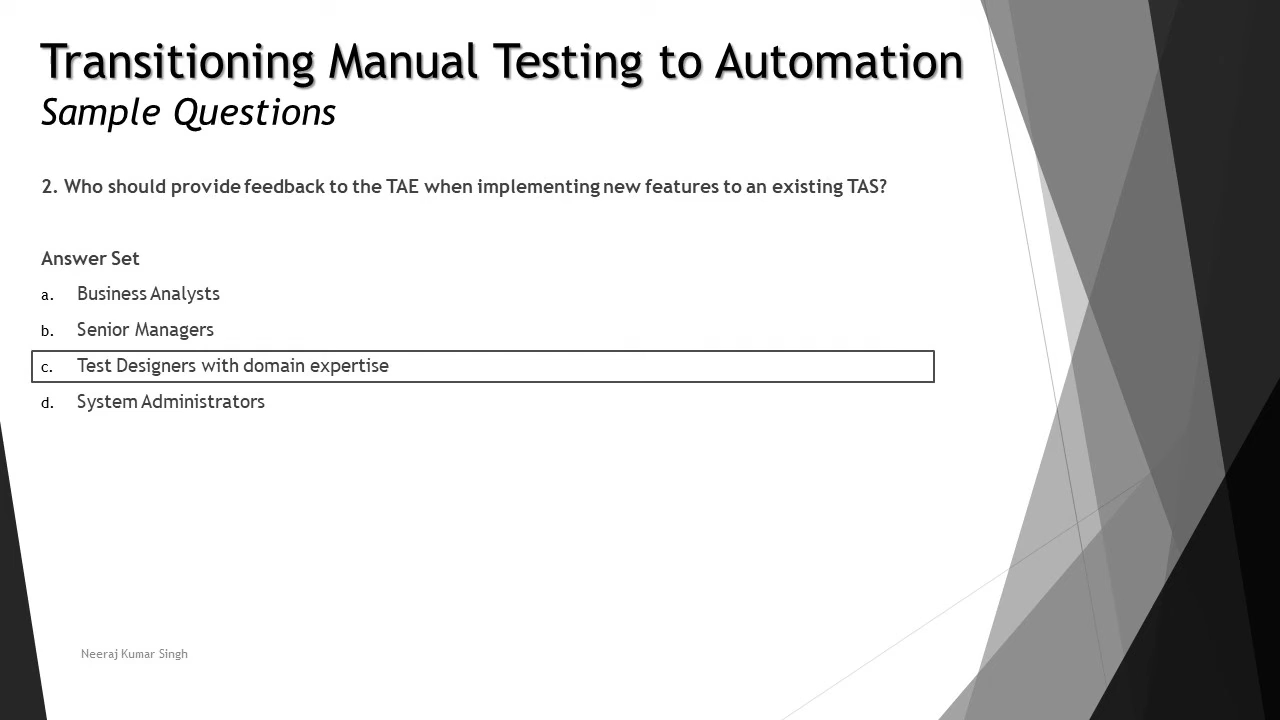 Transitioning Manual Testing to Automation
Sample Questions
2. Who should provide feedback to the TAE when implementing new features to an existing TAS?
Answer Set
a. Business Analysts
b. Senior Managers
c. Test Designers with domain expertise
d. System Administrators
Neeraj Kumar Singh